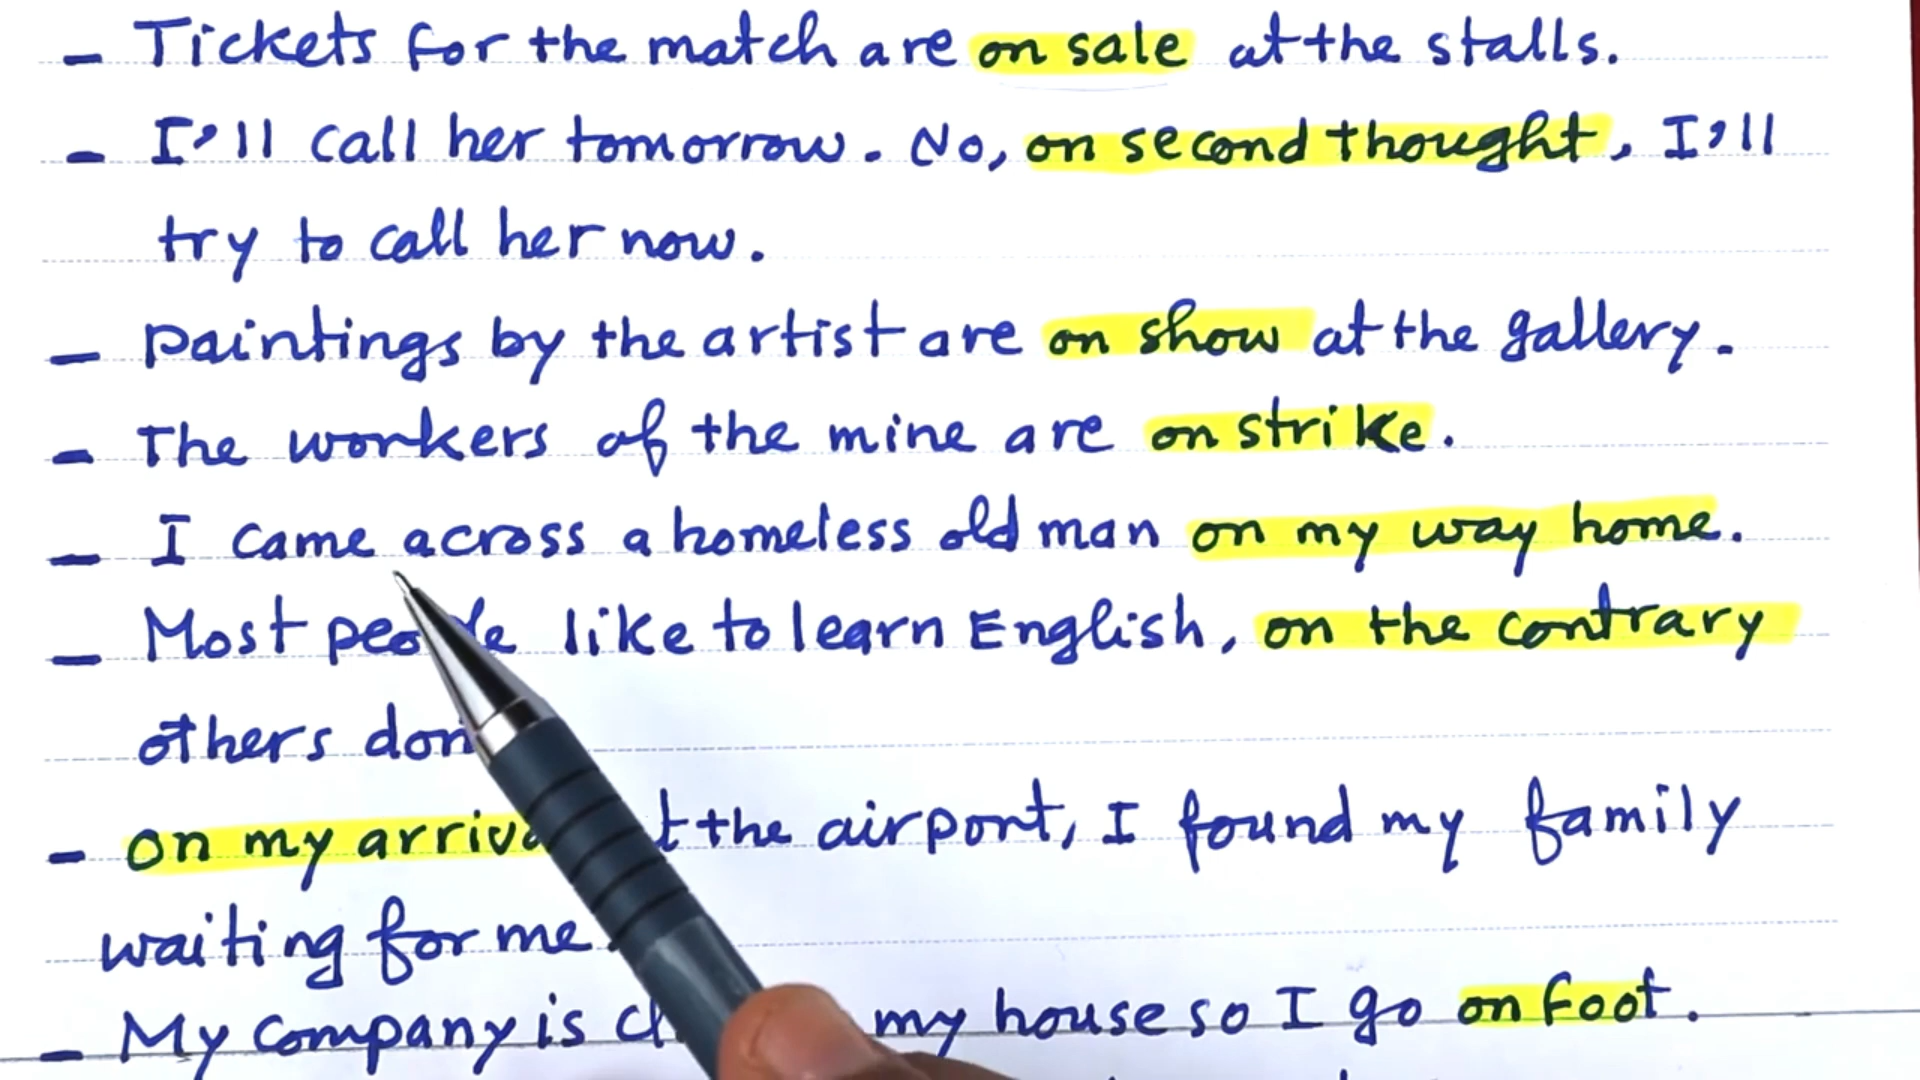 - Tickets for the match are on sale at the stalls.
- I'll call her tomorrow. No, on second thought, I'll
try to call her now.
- Paintings by the artist are on show at the gallery.
- The workers of the mine are on strike.
- I came across a homeless old man on my way home.
- Most people like to learn English, on the contrary
others
- on my the airport, I found my family
waiting for me
- My company is my house so I go on foot.